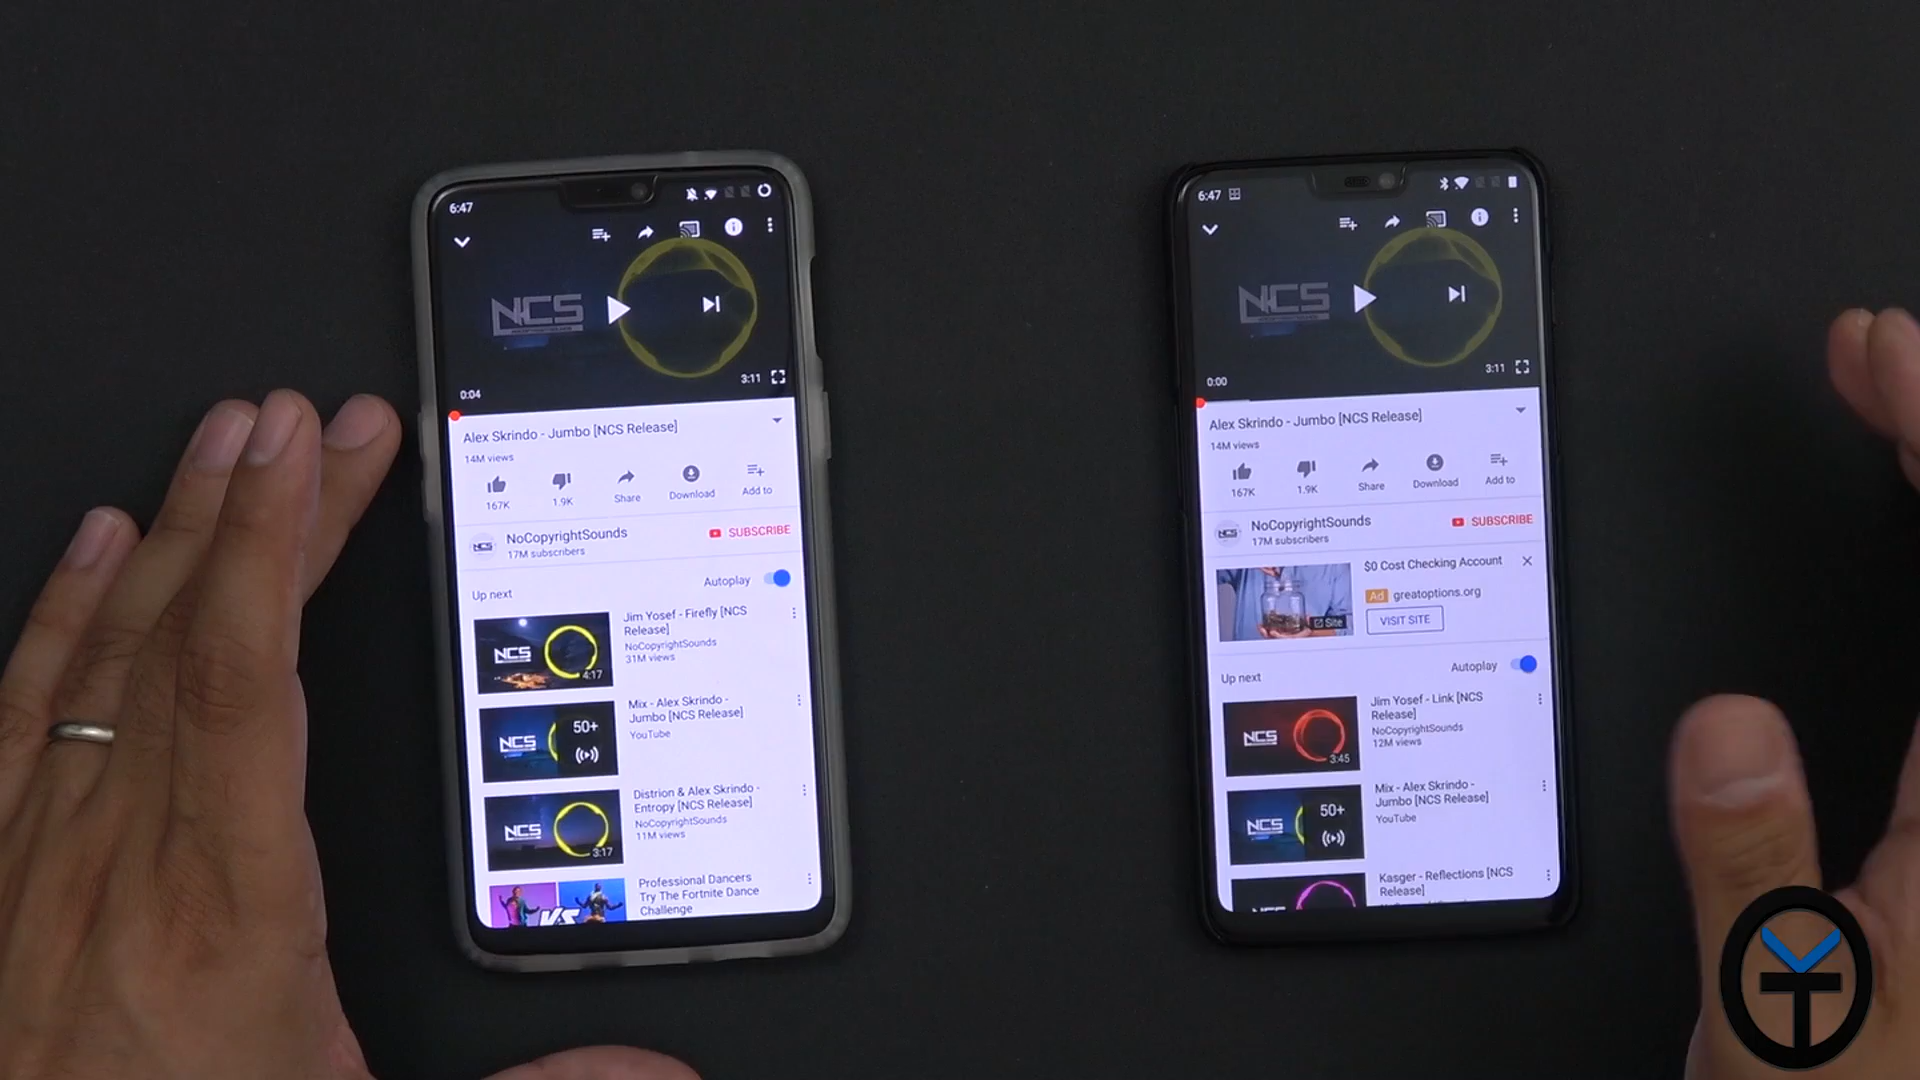 6:47
NCS
0:04
3:11
Alex Skrindo - Jumbo [NCS Release]
14M views
167K
1.9K
Share
Download
Add to
NoCopyrightSounds
17M subscribers
SUBSCRIBE
Up next
Autoplay
NCS
4:17
Jim Yosef - Firefly [NCS
Release]
NoCopyrightSounds
31M views
NCS
50+
Mix - Alex Skrindo -
Jumbo [NCS Release]
YouTube
NCS
3:17
Distrion & Alex Skrindo -
Entropy [NCS Release]
NoCopyrightSounds
11M views
VS
Professional Dancers
Try The Fortnite Dance
Challenge
6:47
NCS
0:00
3:11
Alex Skrindo - Jumbo [NCS Release]
14M views
167K
1.9K
Share
Download
Add to
NoCopyrightSounds
17M subscribers
SUBSCRIBE
Site
$0 Cost Checking Account
Ad greatoptions.org
VISIT SITE
Up next
Autoplay
NCS
3:45
Jim Yosef - Link [NCS
Release]
NoCopyrightSounds
12M views
NCS
50+
Mix - Alex Skrindo -
Jumbo [NCS Release]
YouTube
Kasger - Reflections [NCS
Release]